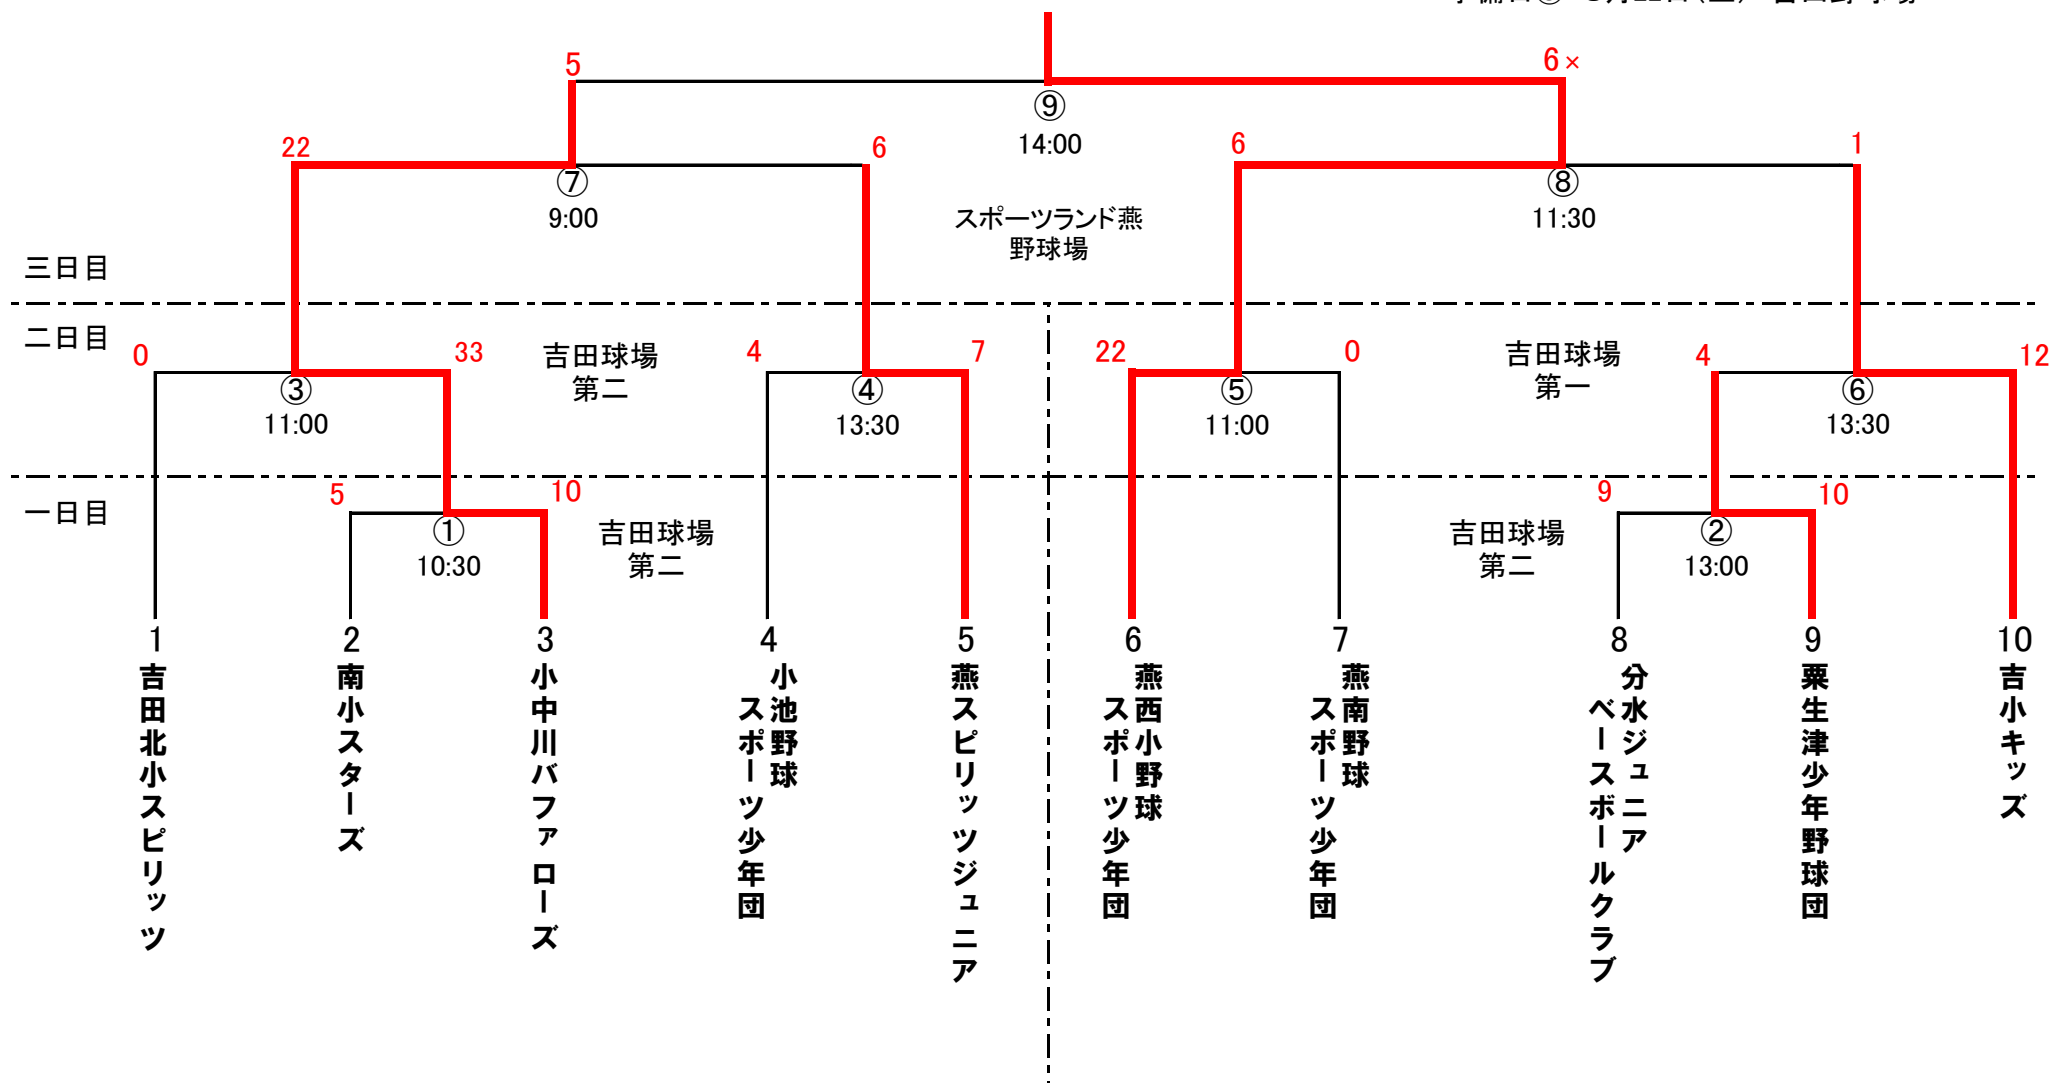 5
6×
⑨
14:00
22
6
6
1
⑦
9:00
⑧
11:30
スポーツランド燕
野球場
三日目
二日目
0
33
吉田球場
第二
4
7
22
0
吉田球場
第一
4
12
③
11:00
④
13:30
⑤
11:00
⑥
13:30
一日目
5
10
①
10:30
吉田球場
第二
吉田球場
第二
9
10
②
13:00
1
吉田北小スピリッツ
2
南小スターズ
3
小中川バファローズ
4
小池野球
スポーツ少年団
5
燕スピリッツジュニア
6
燕西小野球
スポーツ少年団
7
燕南野球
スポーツ少年団
8
分水ジュニア
ベースボールクラブ
9
粟生津少年野球団
10
吉小キッズ